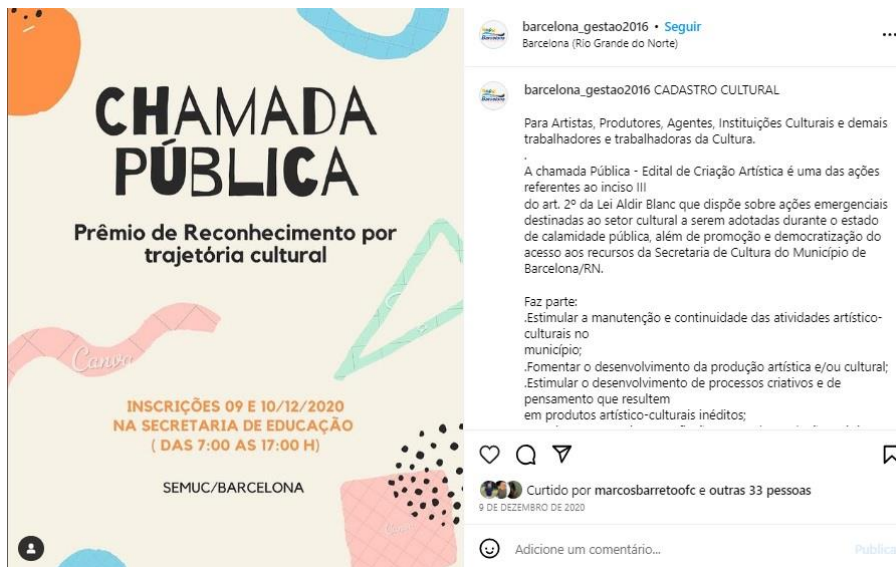 CHAMADA
PÚBLICA
Prêmio de Reconhecimento por
trajetória cultural
Canva
INSCRIÇÕES 09 E 10/12/2020
NA SECRETARIA DE EDUCAÇÃO
( DAS 7:00 AS 17:00 H)
SEMUC/BARCELONA
Canva
barcelona_gestao2016 • Seguir
Barcelona (Rio Grande do Norte)
barcelona_gestao2016 CADASTRO CULTURAL
Para Artistas, Produtores, Agentes, Instituições Culturais e demais
trabalhadores e trabalhadoras da Cultura.
.
A chamada Pública - Edital de Criação Artística é uma das ações
referentes ao inciso III
do art. 2º da Lei Aldir Blanc que dispõe sobre ações emergenciais
destinadas ao setor cultural a serem adotadas durante o estado
de calamidade pública, além de promoção e democratização do
acesso aos recursos da Secretaria de Cultura do Município de
Barcelona/RN.
Faz parte:
.Estimular a manutenção e continuidade das atividades artístico-
culturais no
município;
.Fomentar o desenvolvimento da produção artística e/ou cultural;
.Estimular o desenvolvimento de processos criativos e de
pensamento que resultem
em produtos artístico-culturais inéditos;
Curtido por marcosbarretoofc e outras 33 pessoas
9 DE DEZEMBRO DE 2020
Adicione um comentário...
Publica